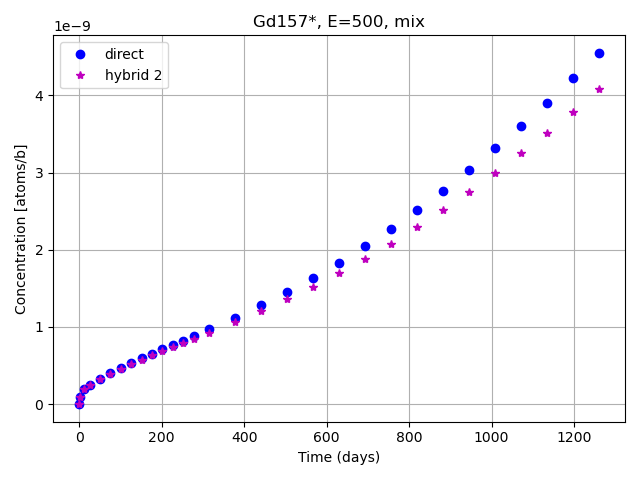 Gd157*, E=500, mix
1e−9
direct
hybrid 2
4
3
2
1
0
Concentration [atoms/b]
0 200 400 600 800 1000 1200
Time (days)